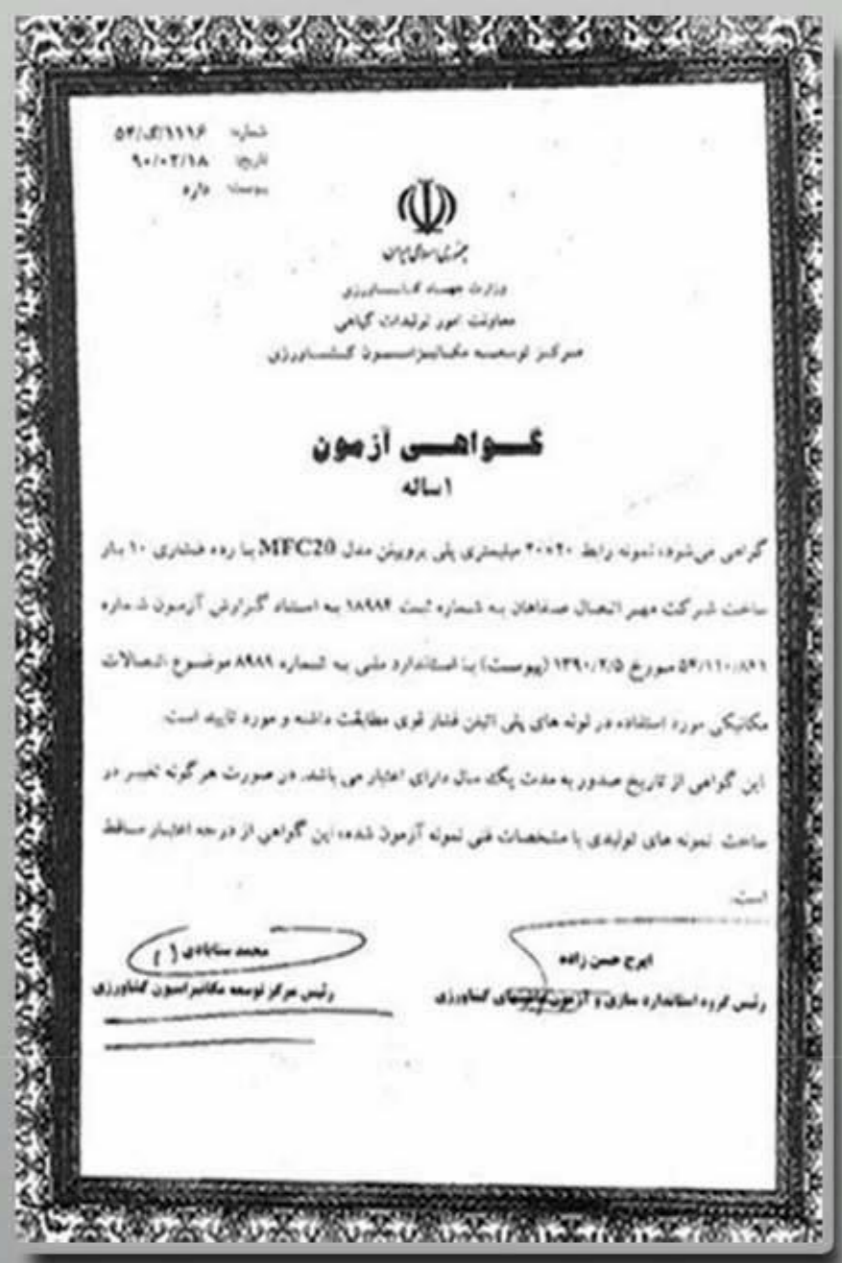 شماره: ۵۴/گ/۱۱۱۶
تاریخ: ۹۰/۰۲/۱۸
پیوست: دارد
جمهوری اسلامی ایران
وزارت جهاد کشاورزی
معاونت امور تولیدات گیاهی
مرکز توسعه مکانیزاسیون کشاورزی
گواهی آزمون
۱ ساله
گواهی می‌شود، نمونه رابط ۲۰*۲۰ میلیمتری پلی پروپیلن مدل MFC20 با رده فشاری ۱۰ بار
ساخت شرکت مهر اتصال صفاهان به شماره ثبت ۱۸۹۸۴ به استناد گزارش آزمون شماره
۵۴/۱۱۰/۸۲۱ مورخ ۱۳۹۰/۲/۵ (پیوست) با استاندارد ملی به شماره ۸۹۸۹ موضوع اتصالات
مکانیکی مورد استفاده در لوله های پلی اتیلن فشار قوی مطابقت داشته و مورد تایید است.
این گواهی از تاریخ صدور به مدت یک سال دارای اعتبار می باشد. در صورت هرگونه تغییر در
ساخت نمونه های تولیدی با مشخصات فنی نمونه آزمون شده، این گواهی از درجه اعتبار ساقط
است.
ایرج حسن زاده
رئیس گروه استاندارد سازی و آزمون ماشینهای کشاورزی
محمد سنابادی
رئیس مرکز توسعه مکانیزاسیون کشاورزی